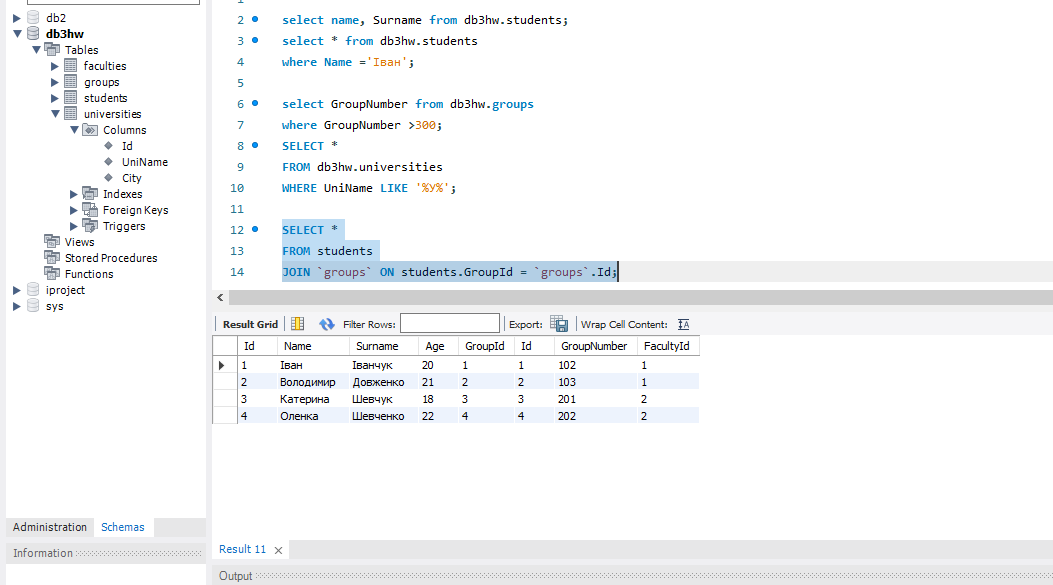 db2
db3hw
Tables
faculties
groups
students
universities
Columns
Id
UniName
City
Indexes
Foreign Keys
Triggers
Views
Stored Procedures
Functions
iproject
sys
Administration Schemas
Information
2 select name, Surname from db3hw.students;
3 select * from db3hw.students
4 where Name ='Іван';
5
6 select GroupNumber from db3hw.groups
7 where GroupNumber >300;
8 SELECT *
9 FROM db3hw.universities
10 WHERE UniName LIKE '%У%';
11
12 SELECT *
13 FROM students
14 JOIN `groups` ON students.GroupId = `groups`.Id;
Result Grid Filter Rows: Export: Wrap Cell Content:
Id Name Surname Age GroupId Id GroupNumber FacultyId
1 Іван Іванчук 20 1 1 102 1
2 Володимир Довженко 21 2 2 103 1
3 Катерина Шевчук 18 3 3 201 2
4 Оленка Шевченко 22 4 4 202 2
Result 11
Output